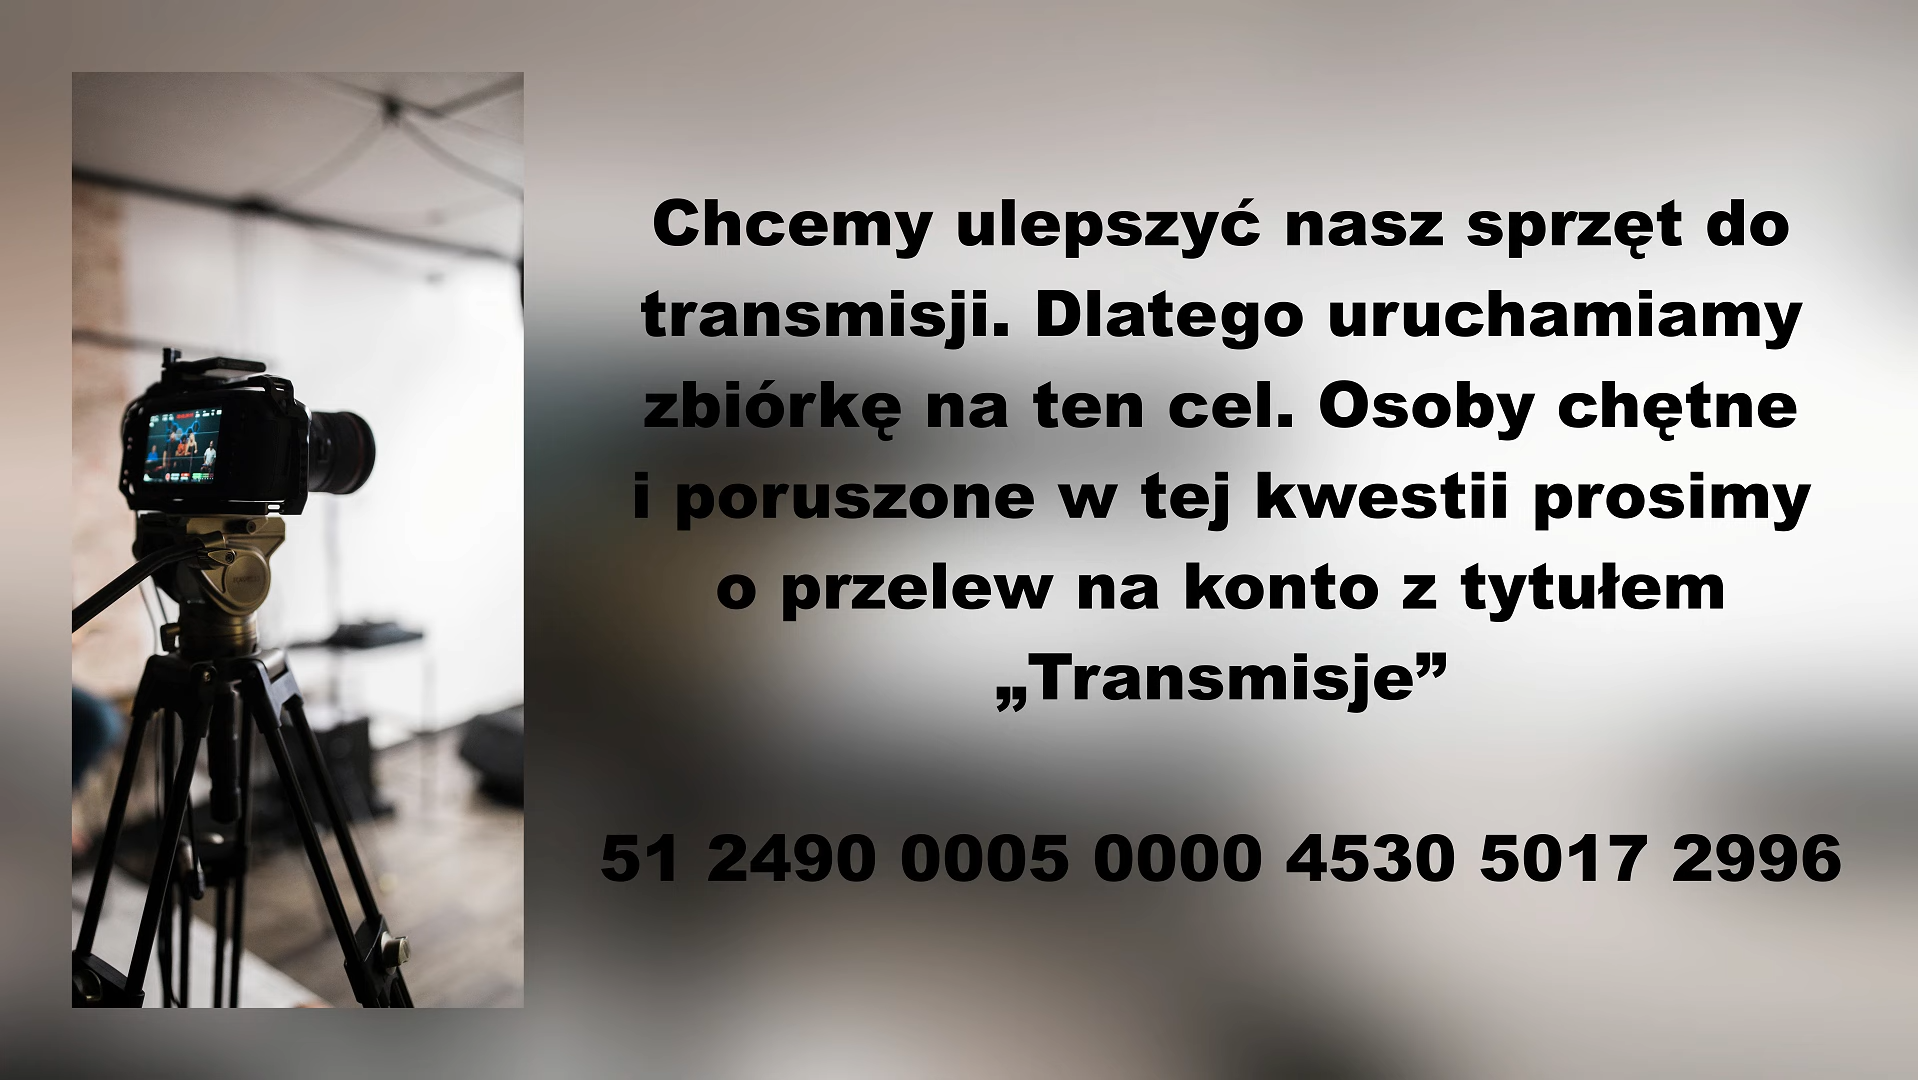 Chcemy ulepszyć nasz sprzęt do
transmisji. Dlatego uruchamiamy
zbiórkę na ten cel. Osoby chętne
i poruszone w tej kwestii prosimy
o przelew na konto z tytułem
„Transmisje”
51 2490 0005 0000 4530 5017 2996